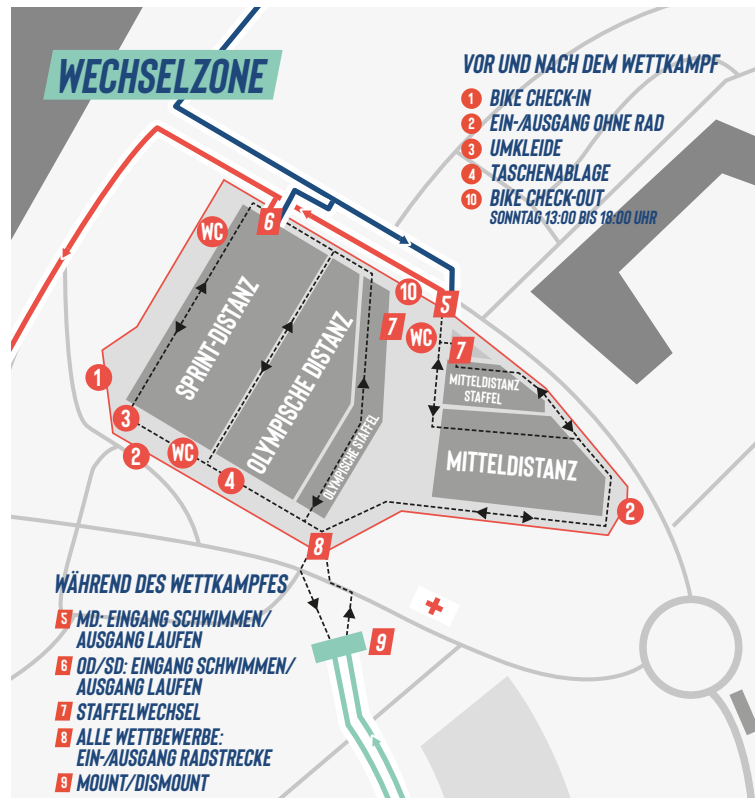 WECHSELZONE
VOR UND NACH DEM WETTKAMPF
1 BIKE CHECK-IN
2 EIN-/AUSGANG OHNE RAD
3 UMKLEIDE
4 TASCHENABLAGE
10 BIKE CHECK-OUT
SONNTAG 13:00 BIS 18:00 UHR
WC
6
10
5
7
WC
7
SPRINT-DISTANZ
OLYMPISCHE DISTANZ
OLYMPISCHE STAFFEL
MITTELDISTANZ
STAFFEL
MITTELDISTANZ
1
3
2
WC
4
2
8
9
WÄHREND DES WETTKAMPFES
5 MD: EINGANG SCHWIMMEN/
AUSGANG LAUFEN
6 OD/SD: EINGANG SCHWIMMEN/
AUSGANG LAUFEN
7 STAFFELWECHSEL
8 ALLE WETTBEWERBE:
EIN-/AUSGANG RADSTRECKE
9 MOUNT/DISMOUNT